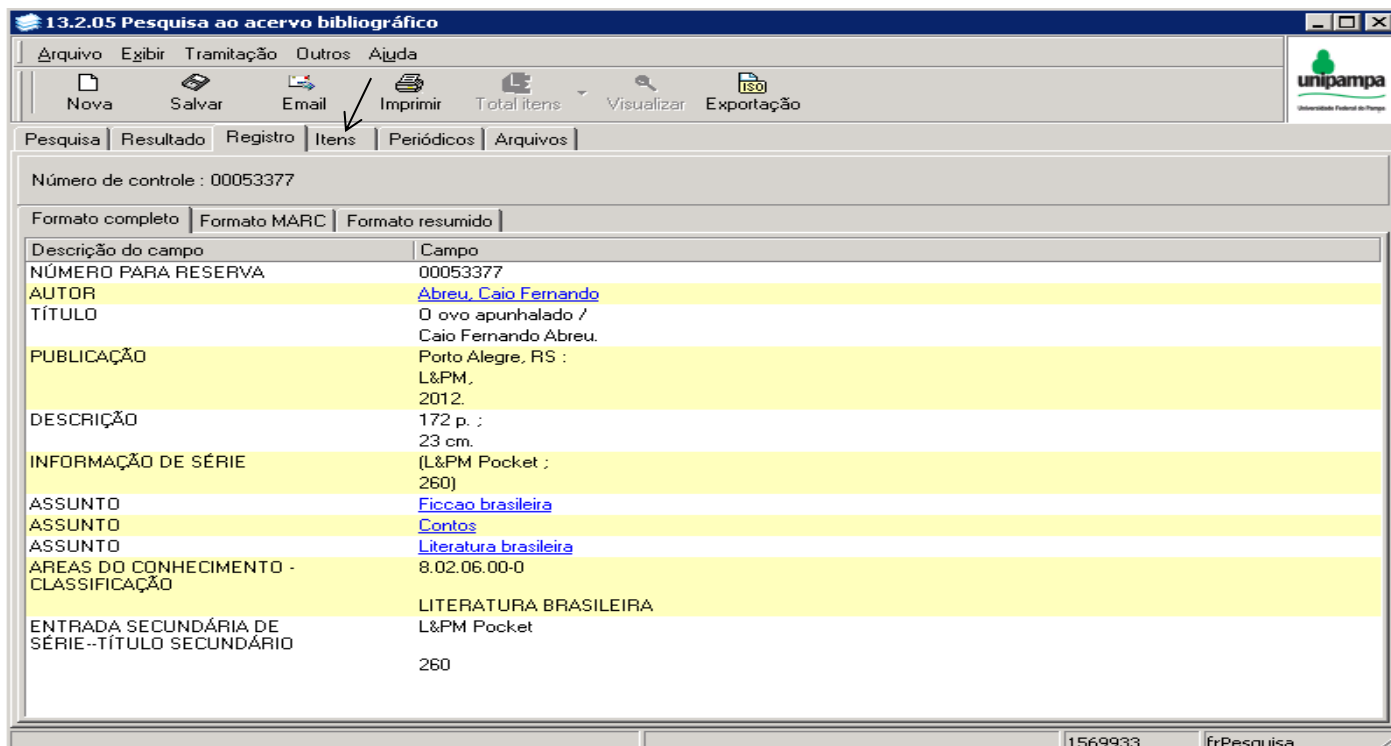 13.2.05 Pesquisa ao acervo bibliográfico
Arquivo Exibir Tramitação Outros Ajuda
Nova Salvar Email Imprimir Total itens Visualizar Exportação
ISO
unipampa
Universidade Federal do Pampa
Pesquisa Resultado Registro Itens Periódicos Arquivos
Número de controle : 00053377
Formato completo Formato MARC Formato resumido
Descrição do campo Campo
NÚMERO PARA RESERVA 00053377
AUTOR Abreu, Caio Fernando
TÍTULO O ovo apunhalado /
Caio Fernando Abreu.
PUBLICAÇÃO Porto Alegre, RS :
L&PM,
2012.
DESCRIÇÃO 172 p. ;
23 cm.
INFORMAÇÃO DE SÉRIE (L&PM Pocket ;
260)
ASSUNTO Ficcao brasileira
ASSUNTO Contos
ASSUNTO Literatura brasileira
AREAS DO CONHECIMENTO - 8.02.06.00-0
CLASSIFICAÇÃO
LITERATURA BRASILEIRA
ENTRADA SECUNDÁRIA DE L&PM Pocket
SÉRIE--TÍTULO SECUNDÁRIO
260
1569933 frPesquisa